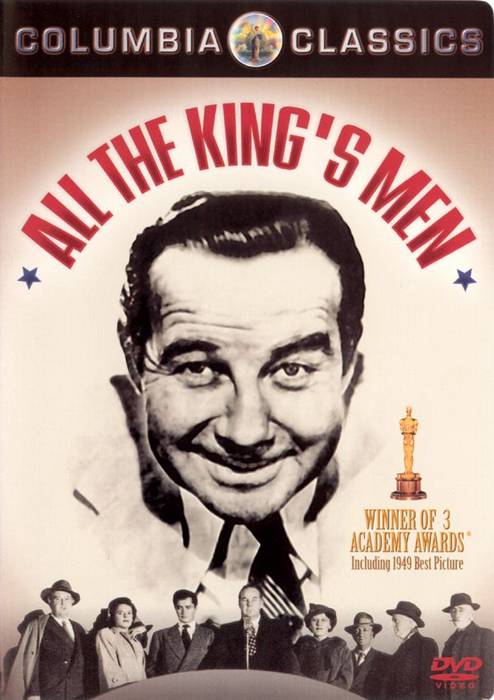 COLUMBIA CLASSICS
ALL THE KING'S MEN
WINNER OF 3
ACADEMY AWARDS®
Including 1949 Best Picture
DVD
VIDEO